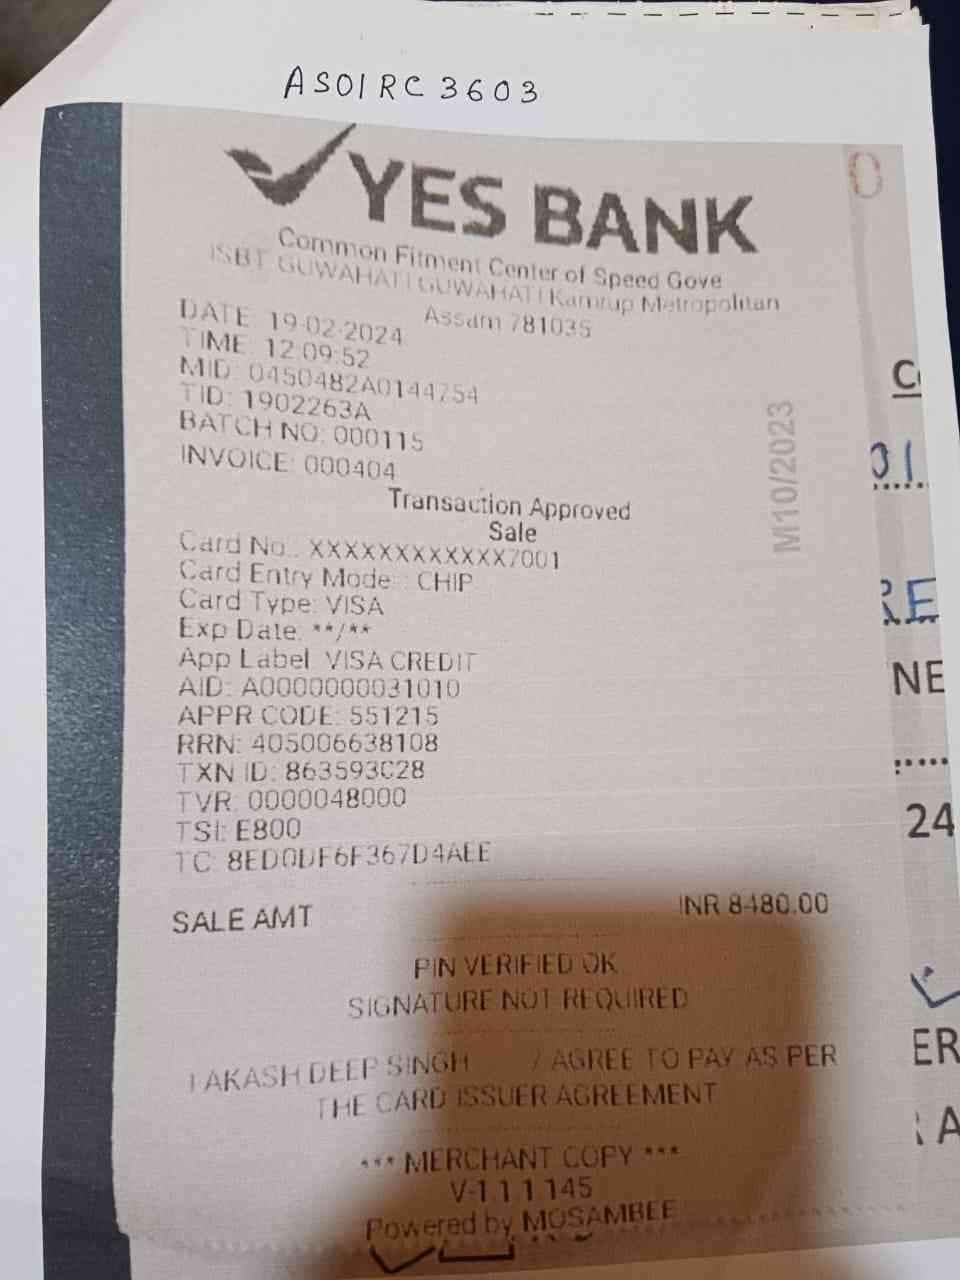 AS01RC3603
YES BANK
Common Fitment Center of Speed Gove
ISBT GUWAHATI GUWAHATI Kamrup Metropolitan
Assam 781035
DATE: 19-02-2024
TIME: 12:09:52
MID: 0450482A0144754
TID: 1902263A
BATCH NO: 000115
INVOICE: 000404
Transaction Approved
Sale
Card No.: XXXXXXXXXXXX7001
Card Entry Mode: : CHIP
Card Type: VISA
Exp Date: **/**
App Label VISA CREDIT
AID: A0000000031010
APPR CODE: 551215
RRN: 405006638108
TXN ID: 863593C28
TVR: 0000048000
TSI: E800
TC: 8ED0DF6F367D4AEE
SALE AMT INR 8480.00
PIN VERIFIED OK
SIGNATURE NOT REQUIRED
I AKASH DEEP SINGH / AGREE TO PAY AS PER
THE CARD ISSUER AGREEMENT
*** MERCHANT COPY ***
V-1 1 1 145
Powered by MOSAMBEE
M10/2023
01
RE
NE
24
ER
A